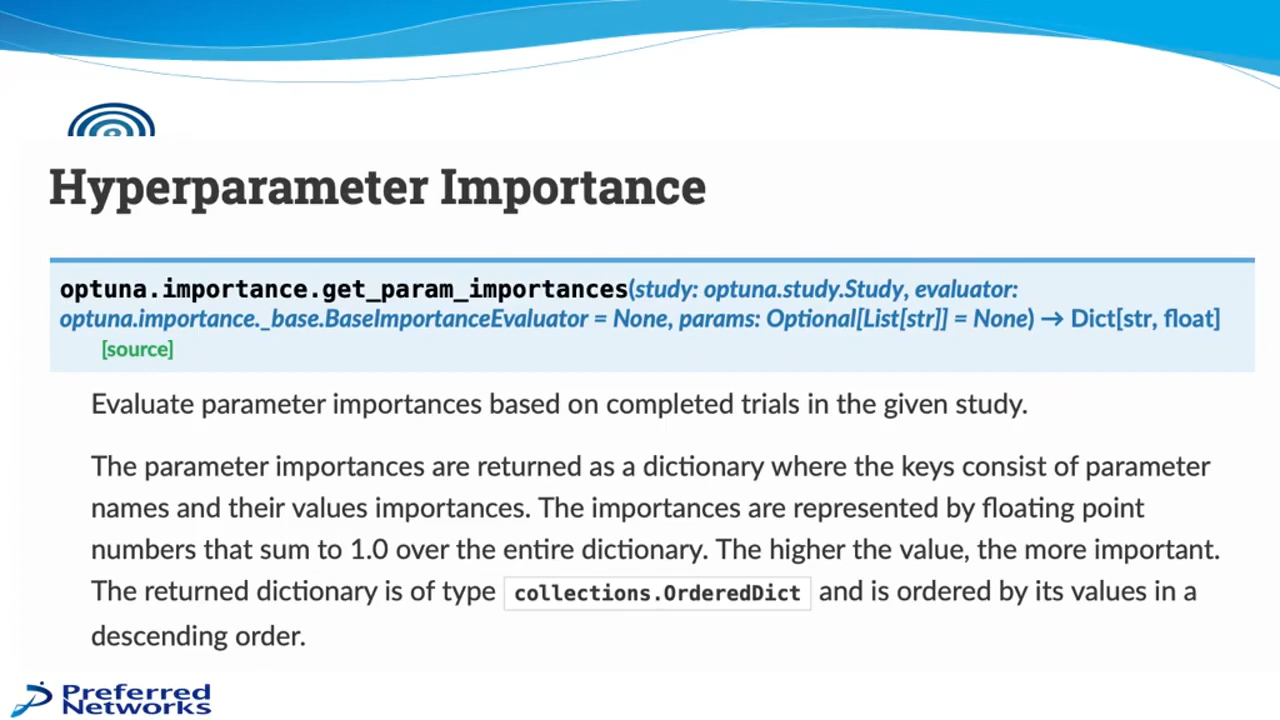 Hyperparameter Importance
optuna.importance.get_param_importances(study: optuna.study.Study, evaluator:
optuna.importance._base.BaseImportanceEvaluator = None, params: Optional[List[str]] = None) → Dict[str, float]
[source]
Evaluate parameter importances based on completed trials in the given study.
The parameter importances are returned as a dictionary where the keys consist of parameter
names and their values importances. The importances are represented by floating point
numbers that sum to 1.0 over the entire dictionary. The higher the value, the more important.
The returned dictionary is of type collections.OrderedDict and is ordered by its values in a
descending order.
Preferred
Networks